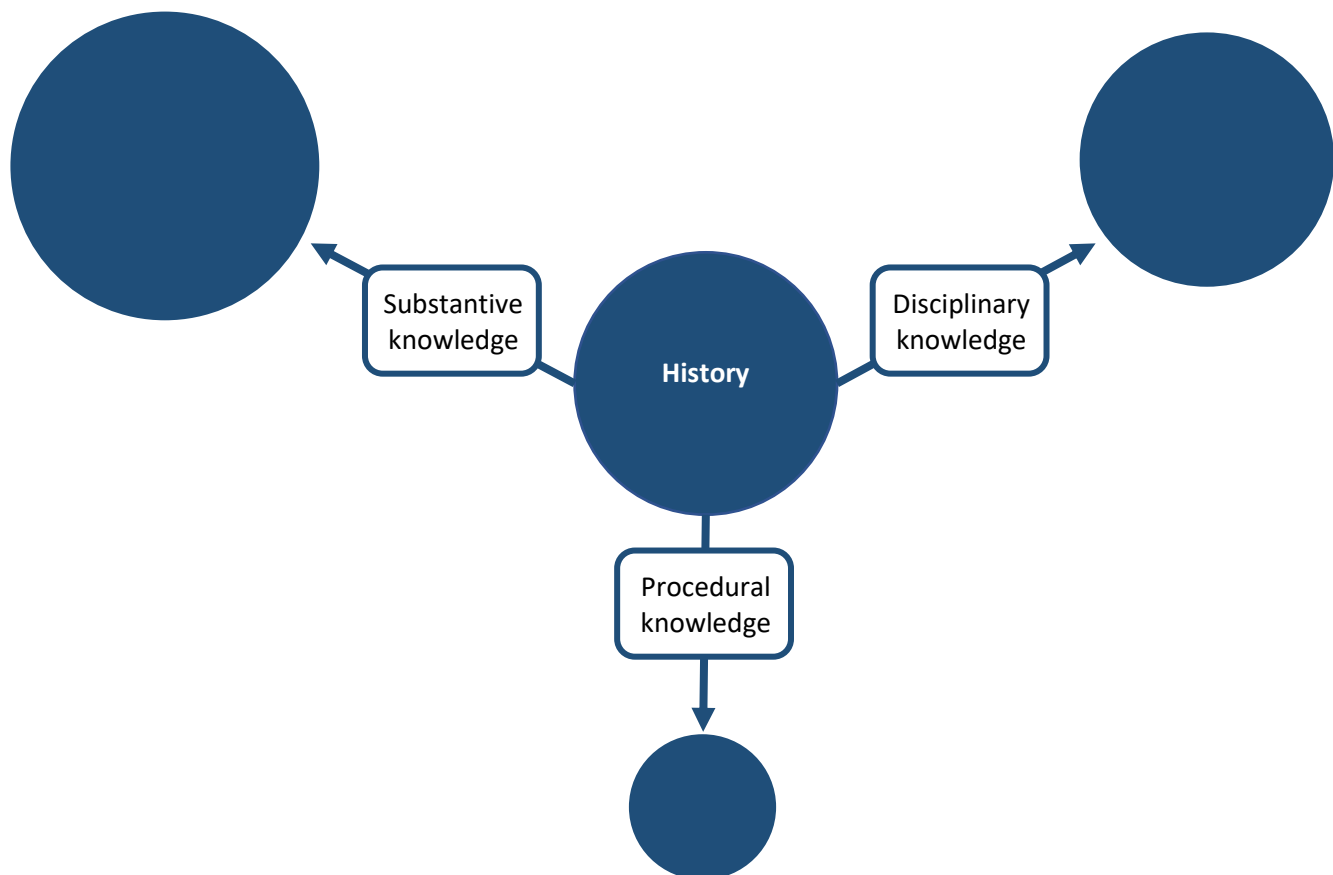 Substantive
knowledge
Disciplinary
knowledge
History
Procedural
knowledge